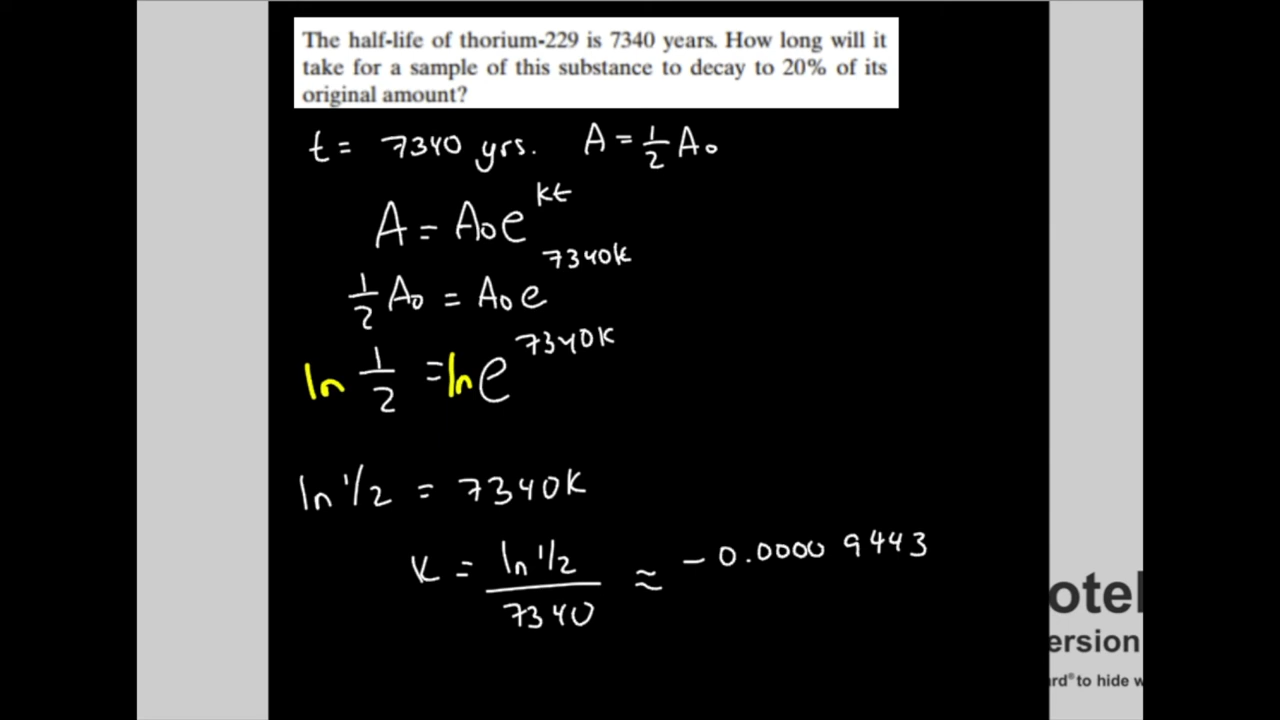 The half-life of thorium-229 is 7340 years. How long will it
take for a sample of this substance to decay to 20% of its
original amount?
t = 7340 yrs. A = 1/2 A₀
A = A₀e^kt
1/2 A₀ = A₀e^7340k
ln 1/2 = ln e^7340k
ln 1/2 = 7340k
k = ln 1/2 / 7340 ≈ -0.00009443
otel
ersion
ard® to hide w